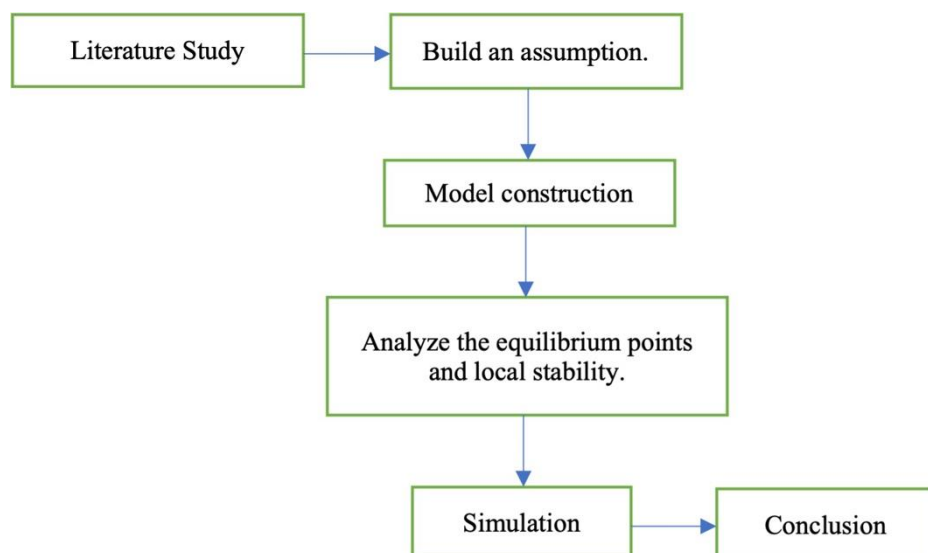 Literature Study
Build an assumption.
Model construction
Analyze the equilibrium points
and local stability.
Simulation
Conclusion